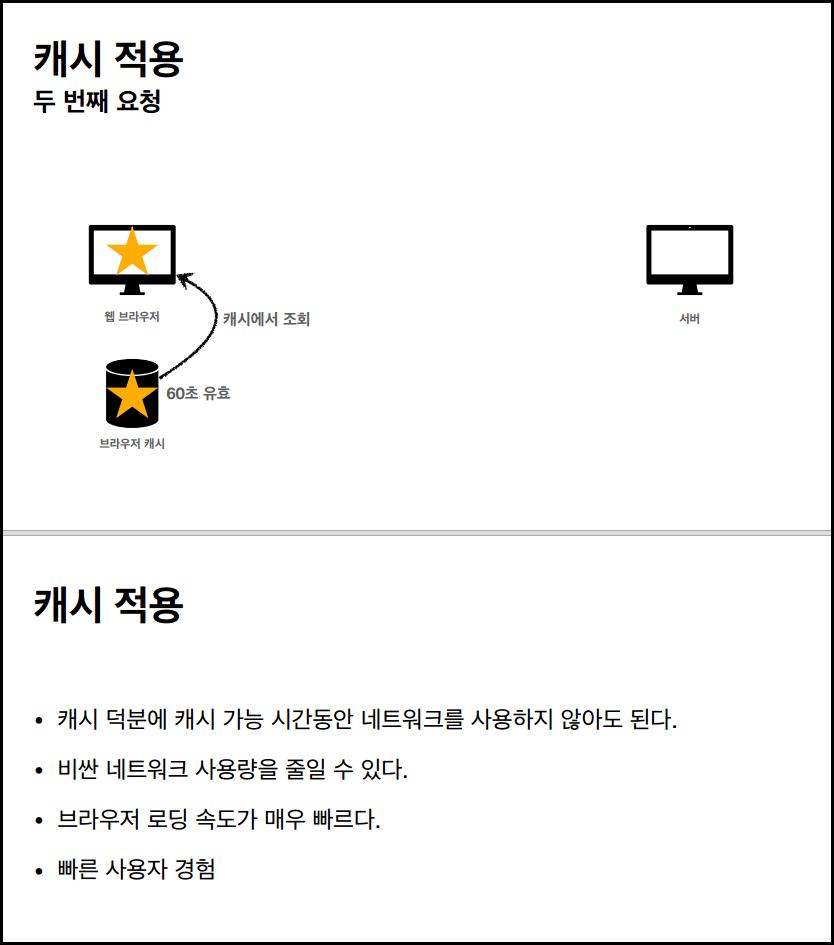 캐시 적용
두 번째 요청
웹 브라우저
캐시에서 조회
서버
60초 유효
브라우저 캐시
캐시 적용
• 캐시 덕분에 캐시 가능 시간동안 네트워크를 사용하지 않아도 된다.
• 비싼 네트워크 사용량을 줄일 수 있다.
• 브라우저 로딩 속도가 매우 빠르다.
• 빠른 사용자 경험